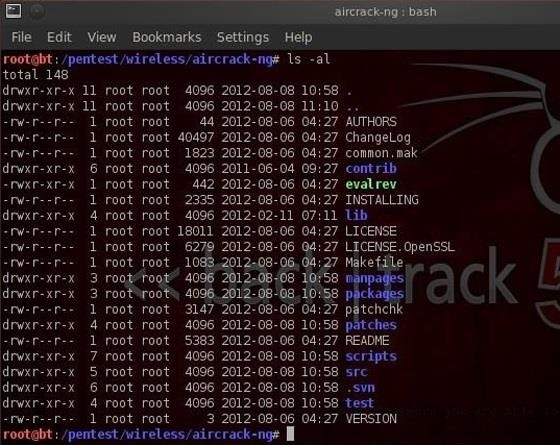 aircrack-ng : bash
File Edit View Bookmarks Settings Help
root@bt:/pentest/wireless/aircrack-ng# ls -al
total 148
drwxr-xr-x 11 root root  4096 2012-08-08 10:58 .
drwxr-xr-x 11 root root  4096 2012-08-08 11:10 ..
-rw-r--r--  1 root root    44 2012-08-06 04:27 AUTHORS
-rw-r--r--  1 root root 40497 2012-08-06 04:27 ChangeLog
-rw-r--r--  1 root root  1823 2012-08-06 04:27 common.mak
drwxr-xr-x  6 root root  4096 2011-06-04 09:27 contrib
-rwxr-xr-x  1 root root   442 2012-08-06 04:27 evalrev
-rw-r--r--  1 root root  2335 2012-08-06 04:27 INSTALLING
drwxr-xr-x  4 root root  4096 2012-02-11 07:11 lib
-rw-r--r--  1 root root 18011 2012-08-06 04:27 LICENSE
-rw-r--r--  1 root root  6279 2012-08-06 04:27 LICENSE.OpenSSL
-rw-r--r--  1 root root  1083 2012-08-06 04:27 Makefile
drwxr-xr-x  3 root root  4096 2012-08-08 10:58 manpages
drwxr-xr-x  3 root root  4096 2012-08-08 10:58 packages
-rw-r--r--  1 root root  3147 2012-08-06 04:27 patchchk
drwxr-xr-x  4 root root  4096 2012-08-08 10:58 patches
-rw-r--r--  1 root root  5383 2012-08-06 04:27 README
drwxr-xr-x  7 root root  4096 2012-08-08 10:58 scripts
drwxr-xr-x  5 root root  4096 2012-08-08 10:58 src
drwxr-xr-x  6 root root  4096 2012-08-08 10:58 .svn
drwxr-xr-x  4 root root  4096 2012-08-08 10:58 test
-rw-r--r--  1 root root     3 2012-08-06 04:27 VERSION
root@bt:/pentest/wireless/aircrack-ng#
<< back | track 5
you are able to